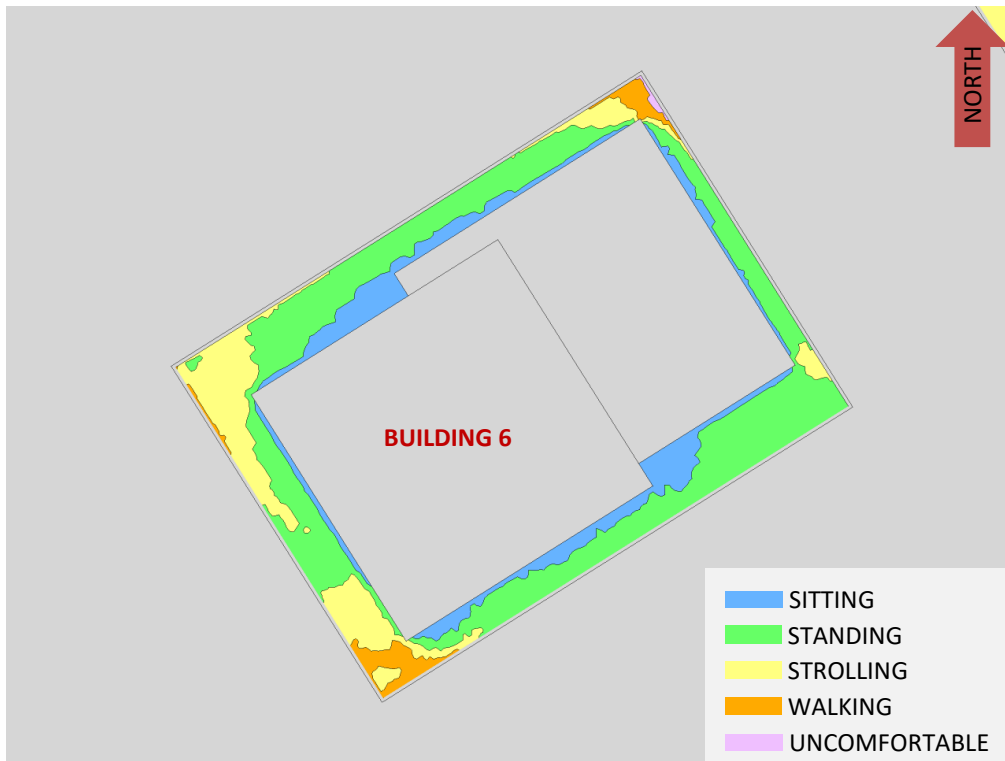 NORTH
BUILDING 6
SITTING
STANDING
STROLLING
WALKING
UNCOMFORTABLE